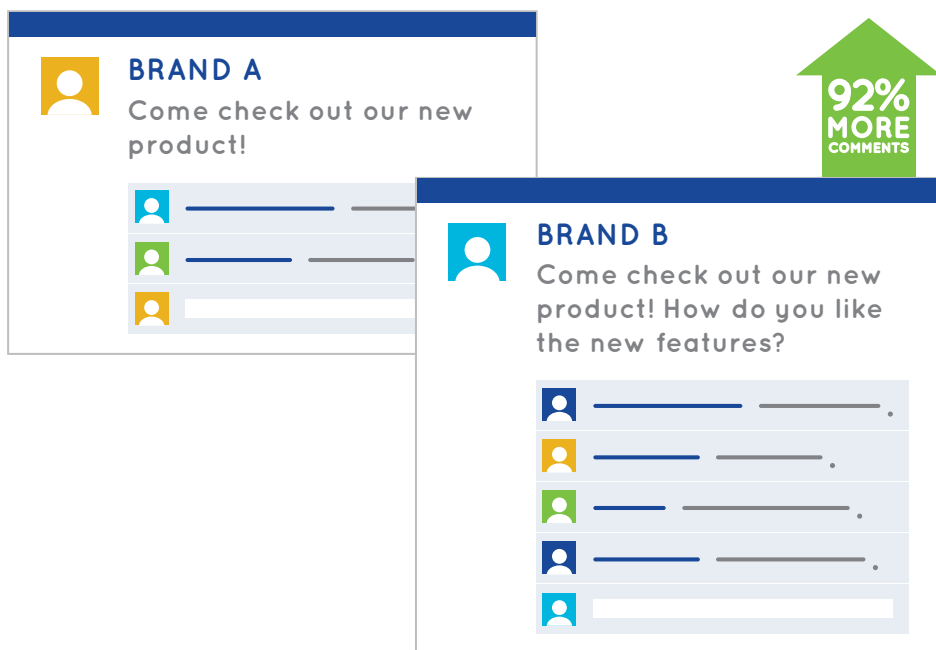 BRAND A
Come check out our new
product!
92%
MORE
COMMENTS
BRAND B
Come check out our new
product! How do you like
the new features?